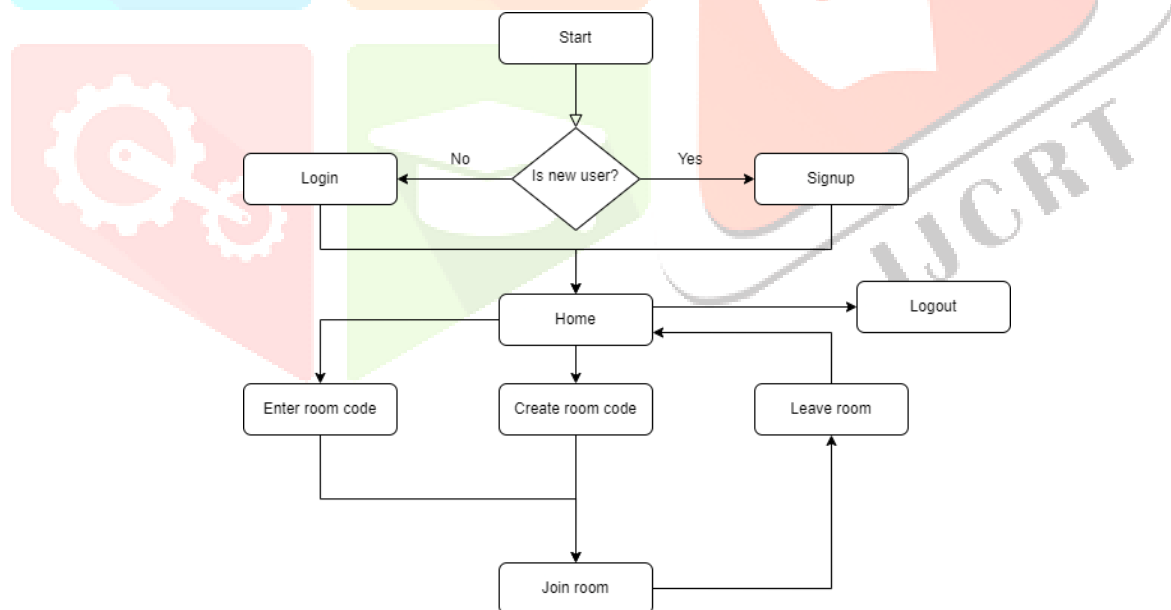 Start
No
Is new user?
Yes
Login
Signup
IJCRT
Home
Logout
Enter room code
Create room code
Leave room
Join room